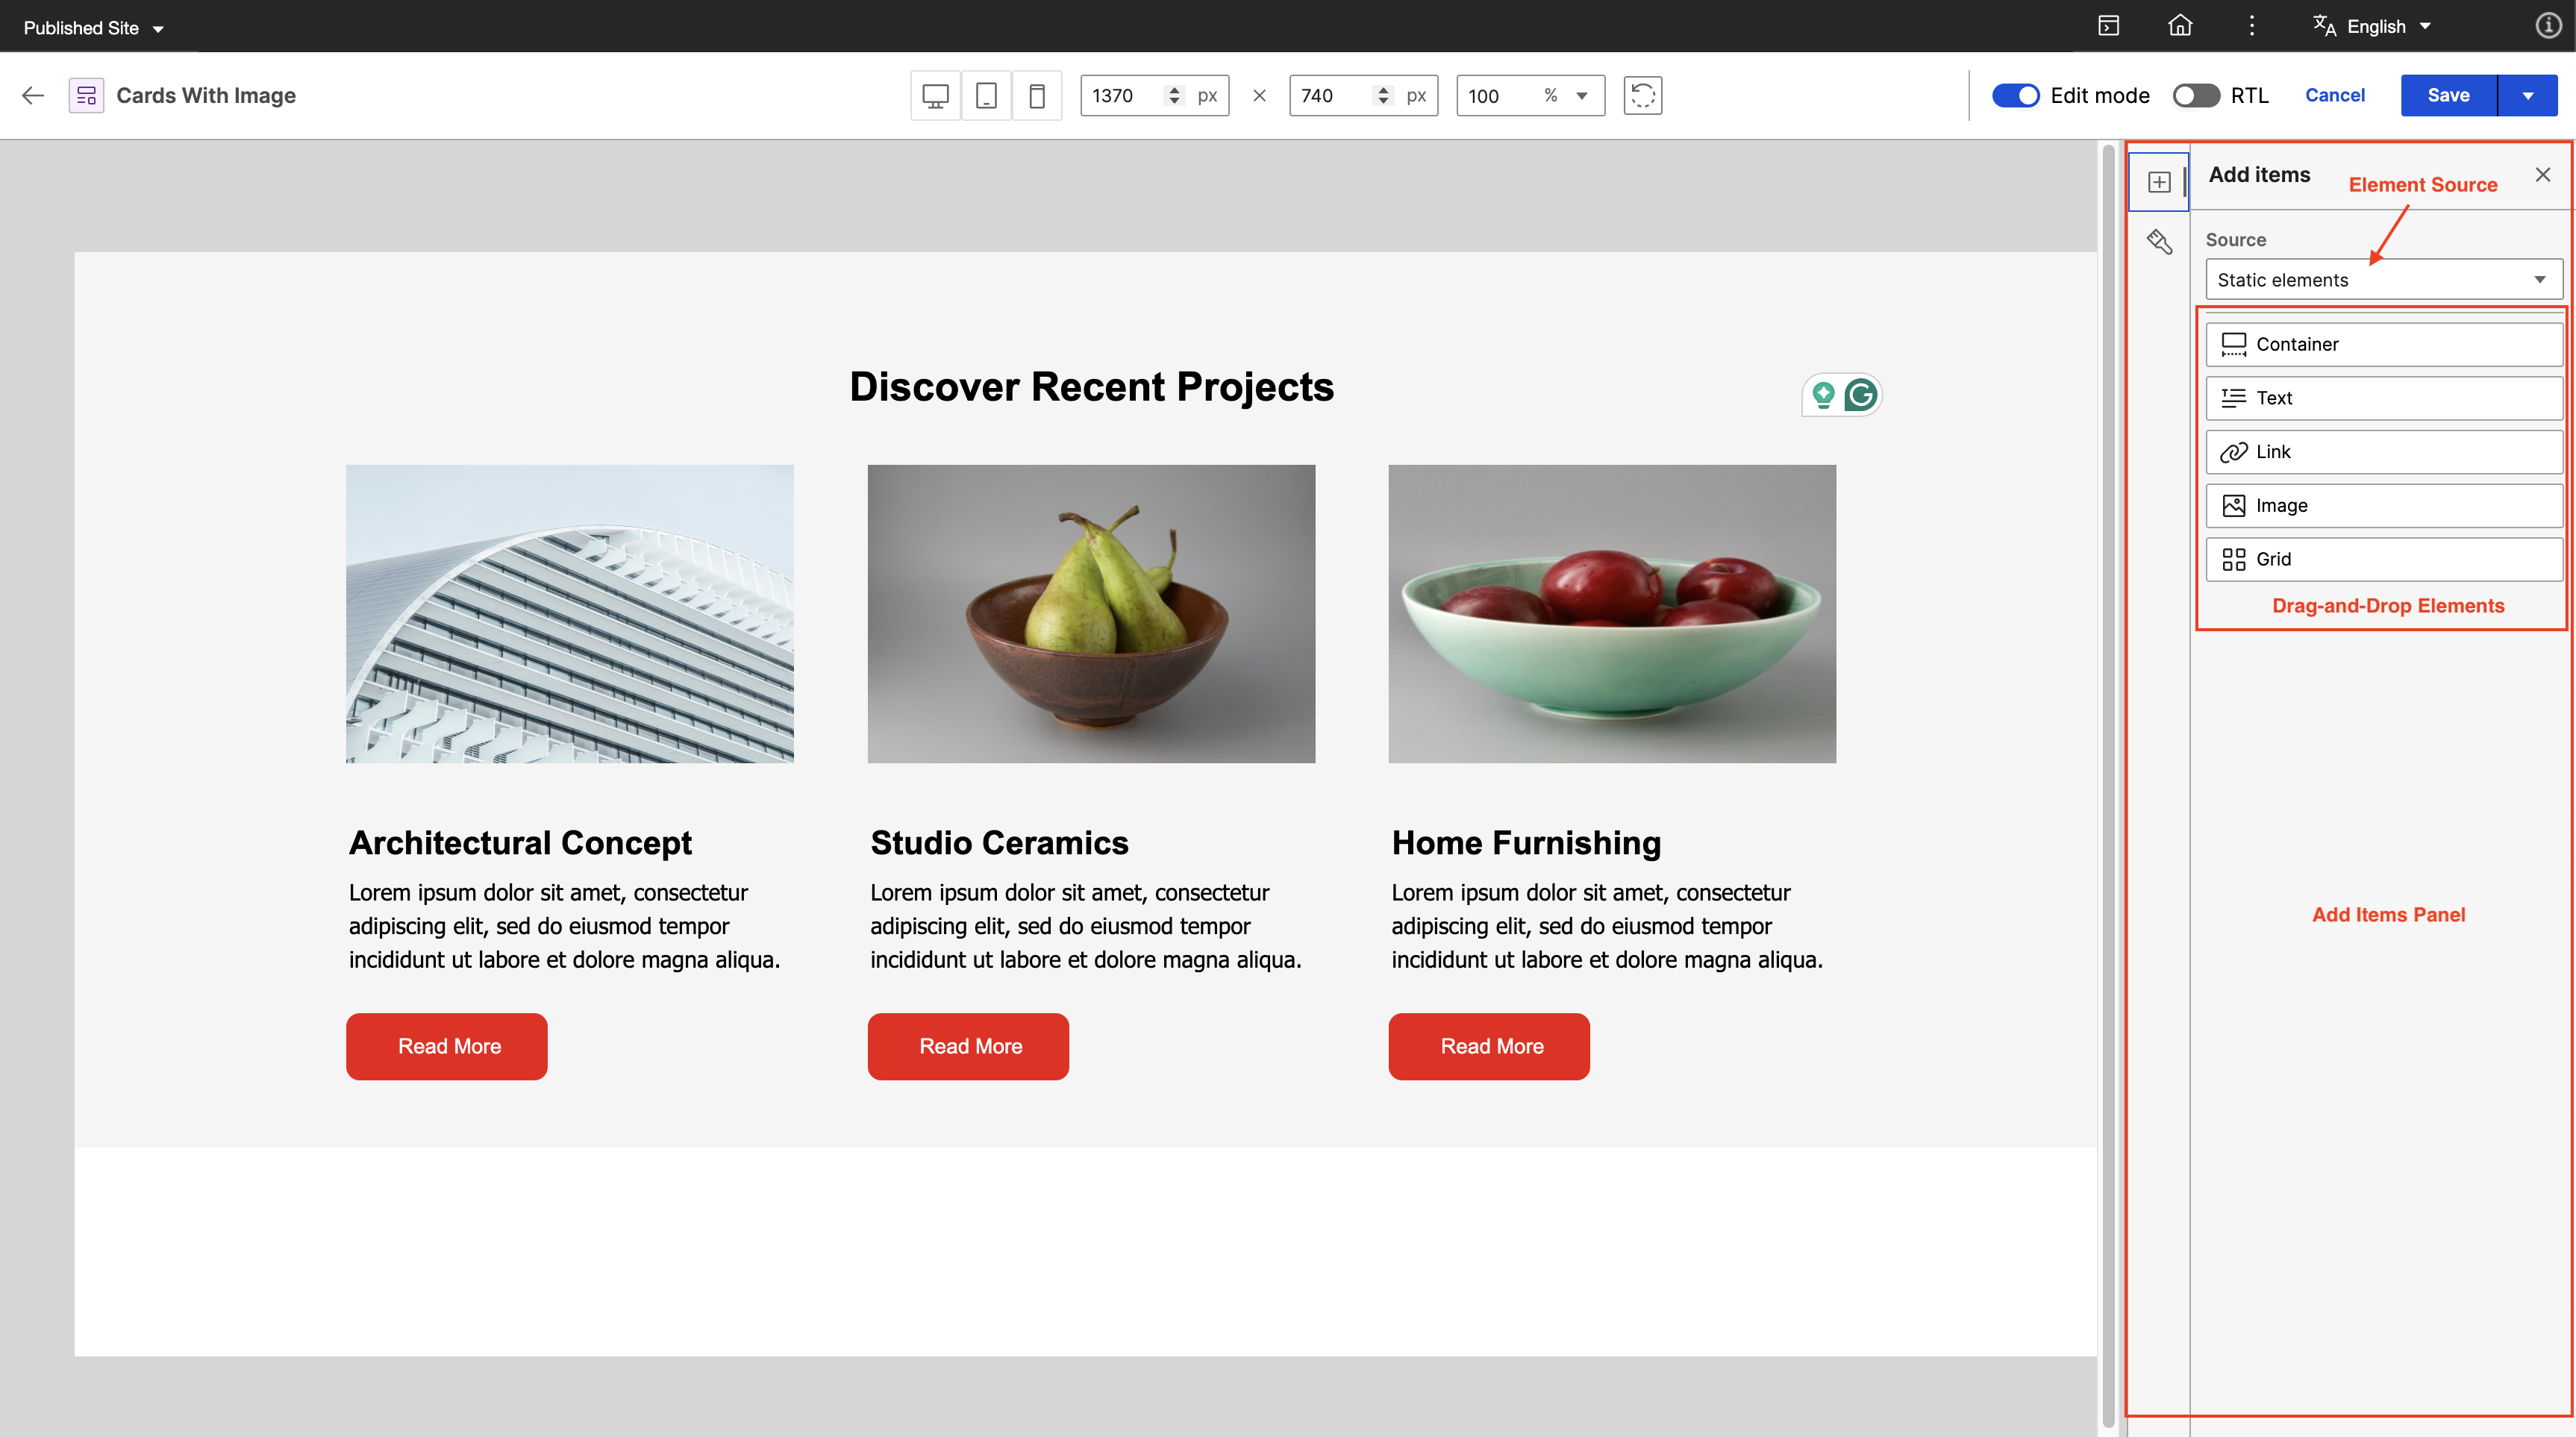 Published Site
English
Cards With Image
1370 px × 740 px 100 %
Edit mode
RTL
Cancel
Save
Add items
Element Source
Source
Static elements
Container
Text
Link
Image
Grid
Drag-and-Drop Elements
Add Items Panel
Discover Recent Projects
Architectural Concept
Lorem ipsum dolor sit amet, consectetur
adipiscing elit, sed do eiusmod tempor
incididunt ut labore et dolore magna aliqua.
Read More
Studio Ceramics
Lorem ipsum dolor sit amet, consectetur
adipiscing elit, sed do eiusmod tempor
incididunt ut labore et dolore magna aliqua.
Read More
Home Furnishing
Lorem ipsum dolor sit amet, consectetur
adipiscing elit, sed do eiusmod tempor
incididunt ut labore et dolore magna aliqua.
Read More